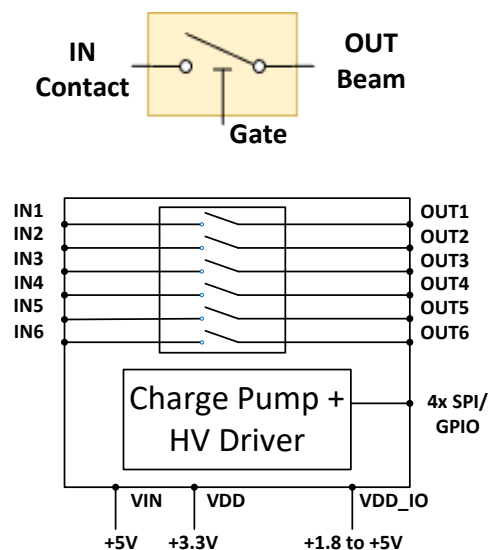 IN
Contact
OUT
Beam
Gate
IN1
IN2
IN3
IN4
IN5
IN6
OUT1
OUT2
OUT3
OUT4
OUT5
OUT6
Charge Pump +
HV Driver
4x SPI/
GPIO
VIN
VDD
VDD_IO
+5V
+3.3V
+1.8 to +5V